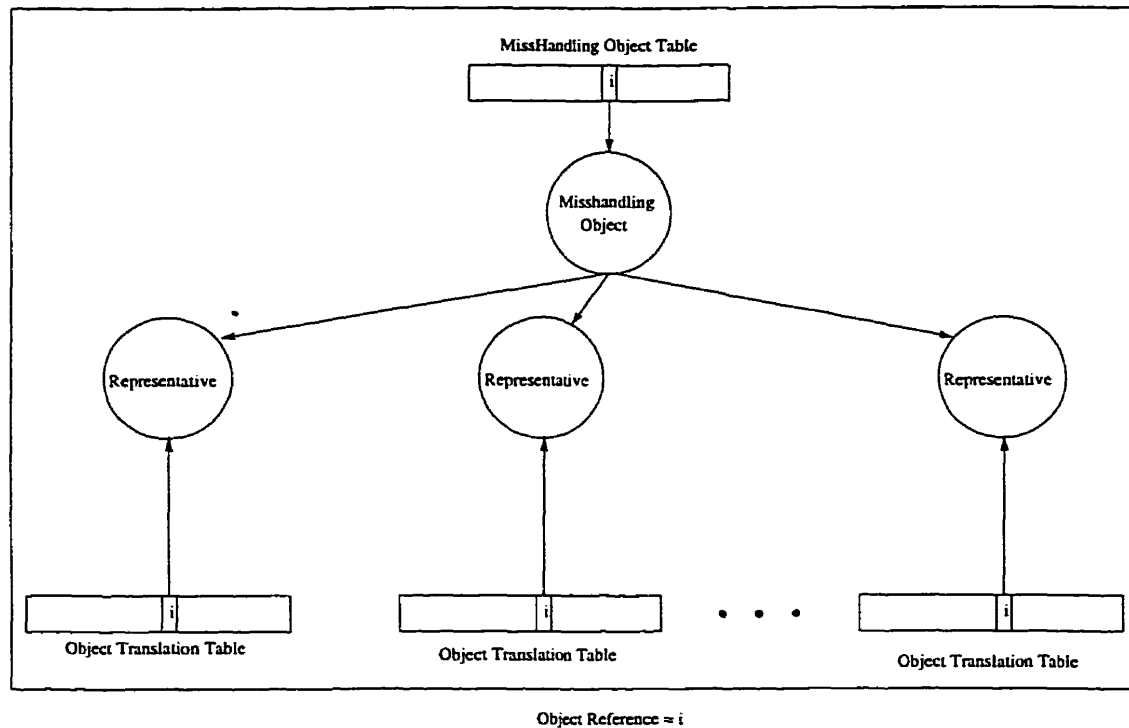 MissHandling Object Table
i
Misshandling
Object
Representative Representative Representative
i i i
Object Translation Table Object Translation Table Object Translation Table
Object Reference = i